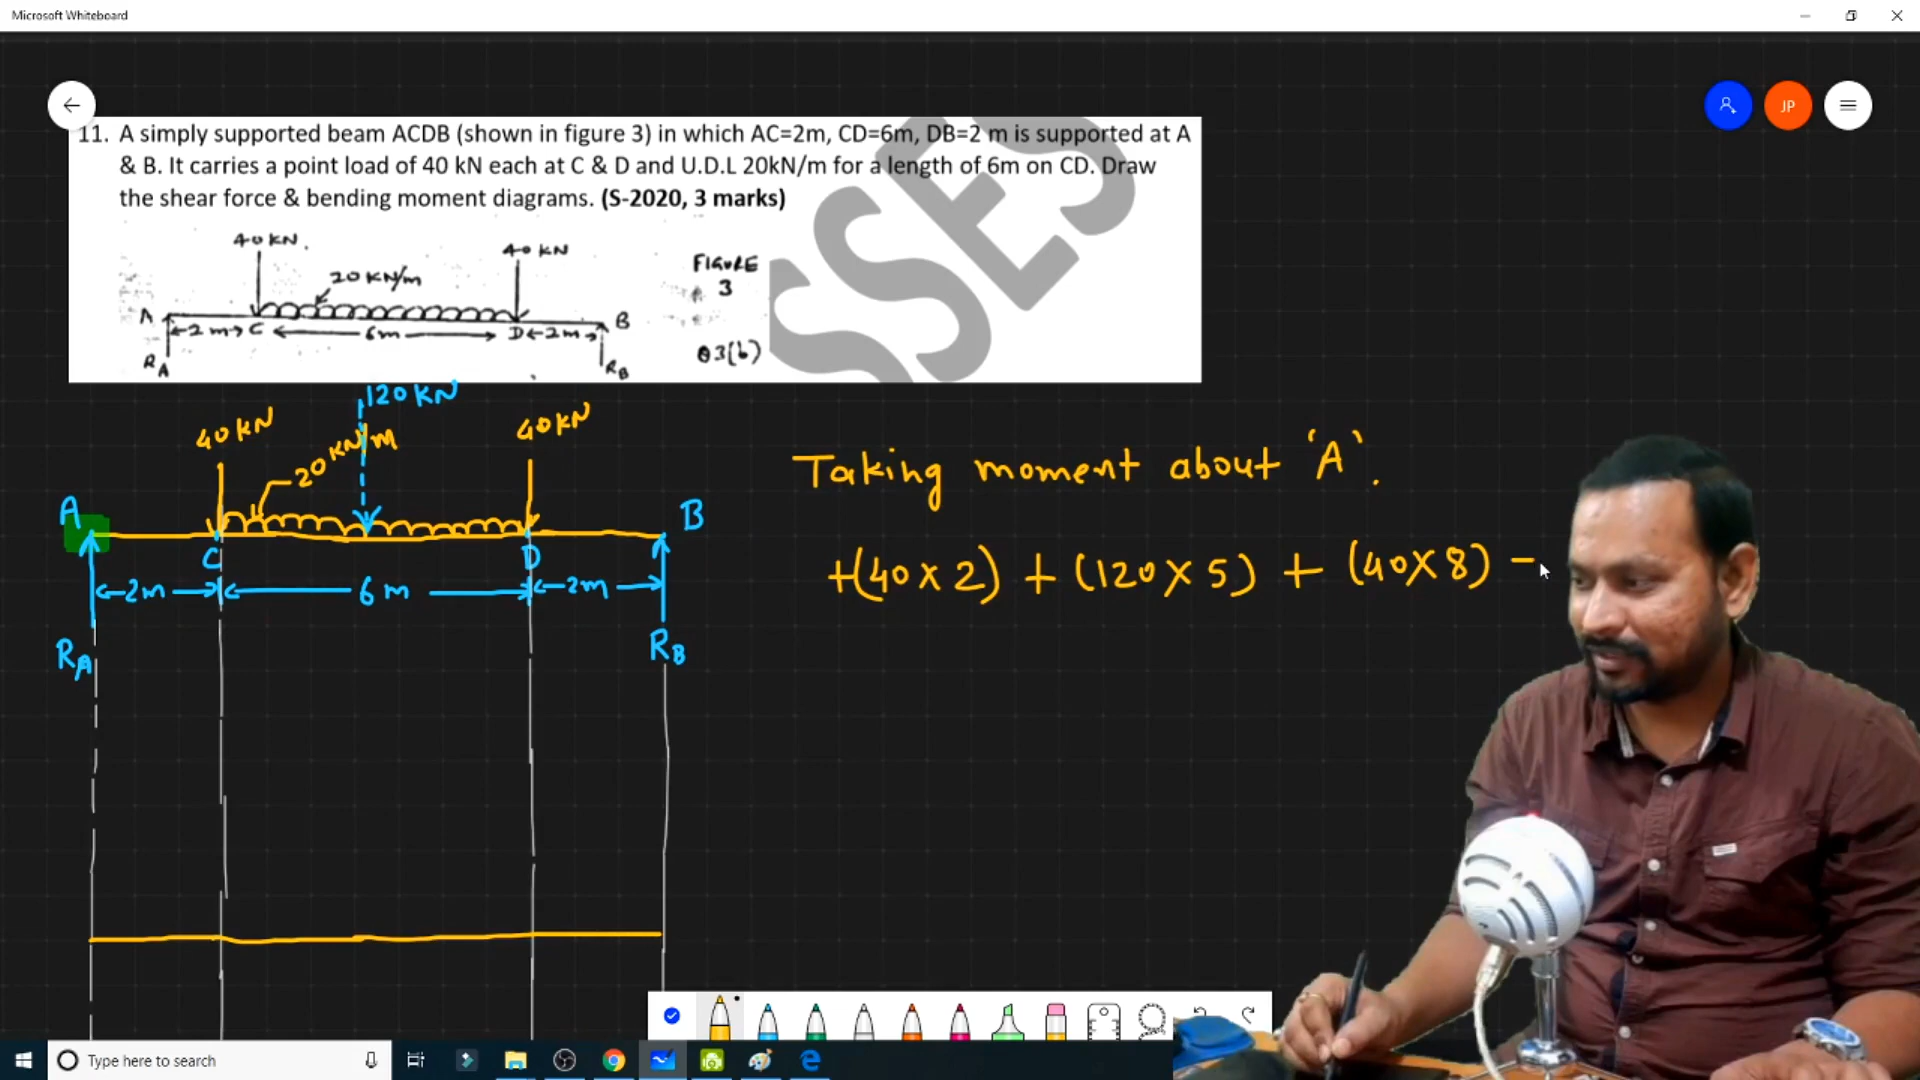 Microsoft Whiteboard
JP
11. A simply supported beam ACDB (shown in figure 3) in which AC=2m, CD=6m, DB=2 m is supported at A
& B. It carries a point load of 40 kN each at C & D and U.D.L 20kN/m for a length of 6m on CD. Draw
the shear force & bending moment diagrams. (S-2020, 3 marks)
SSES
40 KN.
40 KN
20 KN/m
FIGURE
3
A
2 m
C
6m
D
2m
B
RA
RB
Q3(b)
120 KN
40 KN
20 KN/m
40 KN
A
B
C
D
2m
6 m
2m
RA
RB
Taking moment about 'A'.
+(40 x 2) + (120 x 5) + (40 x 8) -
Type here to search